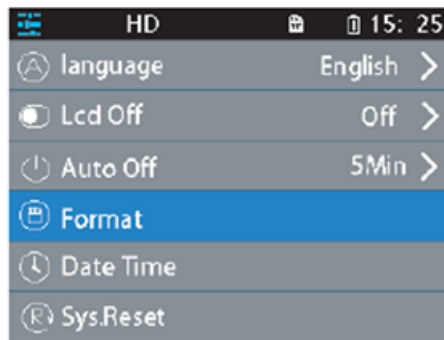 HD 15: 25
language English >
Lcd Off Off >
Auto Off 5Min >
Format
Date Time
Sys.Reset